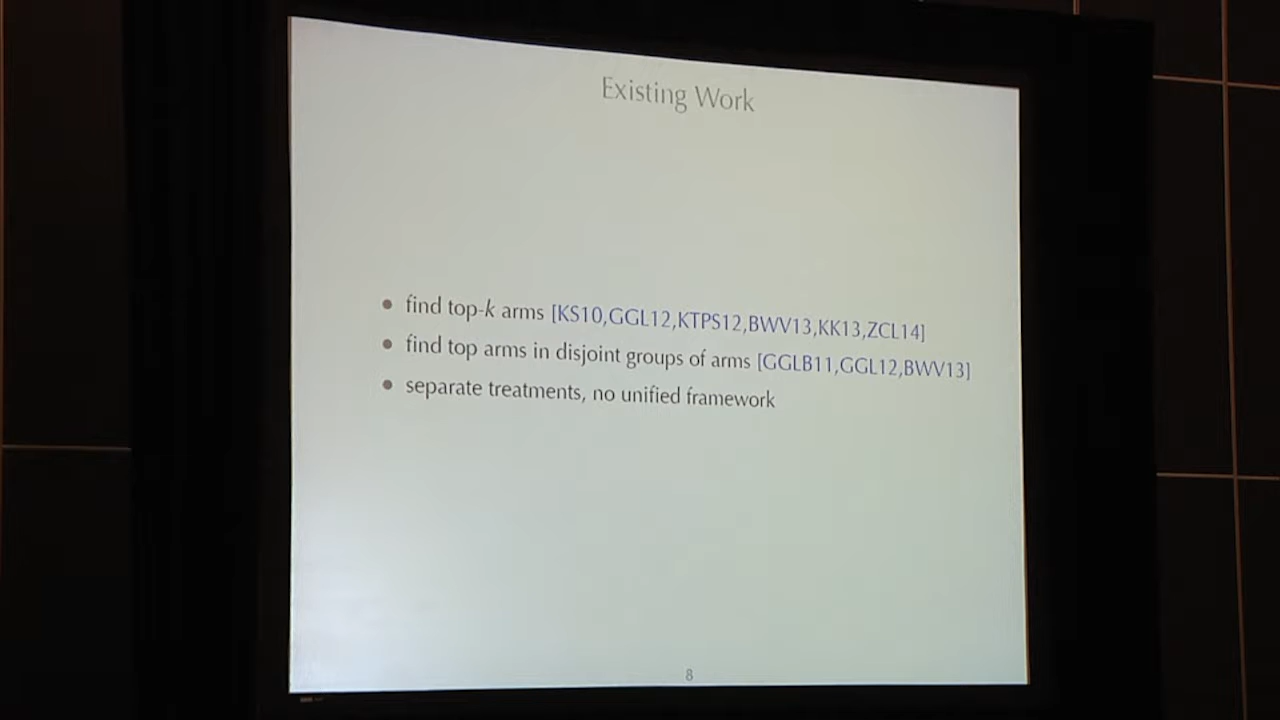 Existing Work
• find top-k arms [KS10,GGL12,KTPS12,BWV13,KK13,ZCL14]
• find top arms in disjoint groups of arms [GGLB11,GGL12,BWV13]
• separate treatments, no unified framework
8